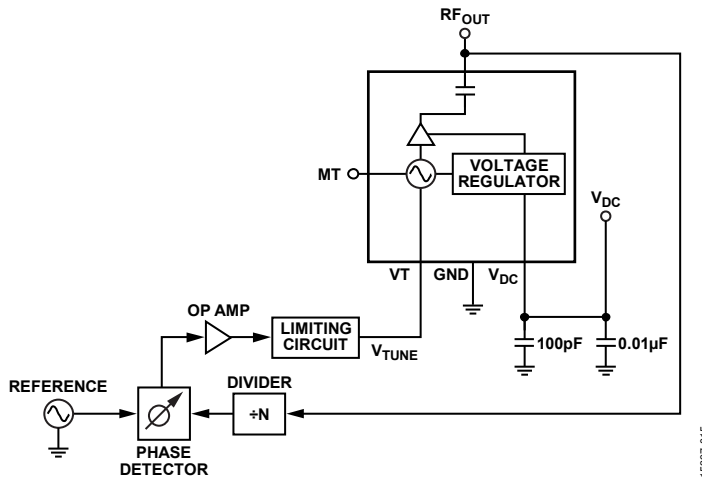 RFOUT
MT
VOLTAGE
REGULATOR
VDC
VT
GND
VDC
OP AMP
LIMITING
CIRCUIT
VTUNE
100pF
0.01µF
REFERENCE
DIVIDER
÷N
PHASE
DETECTOR